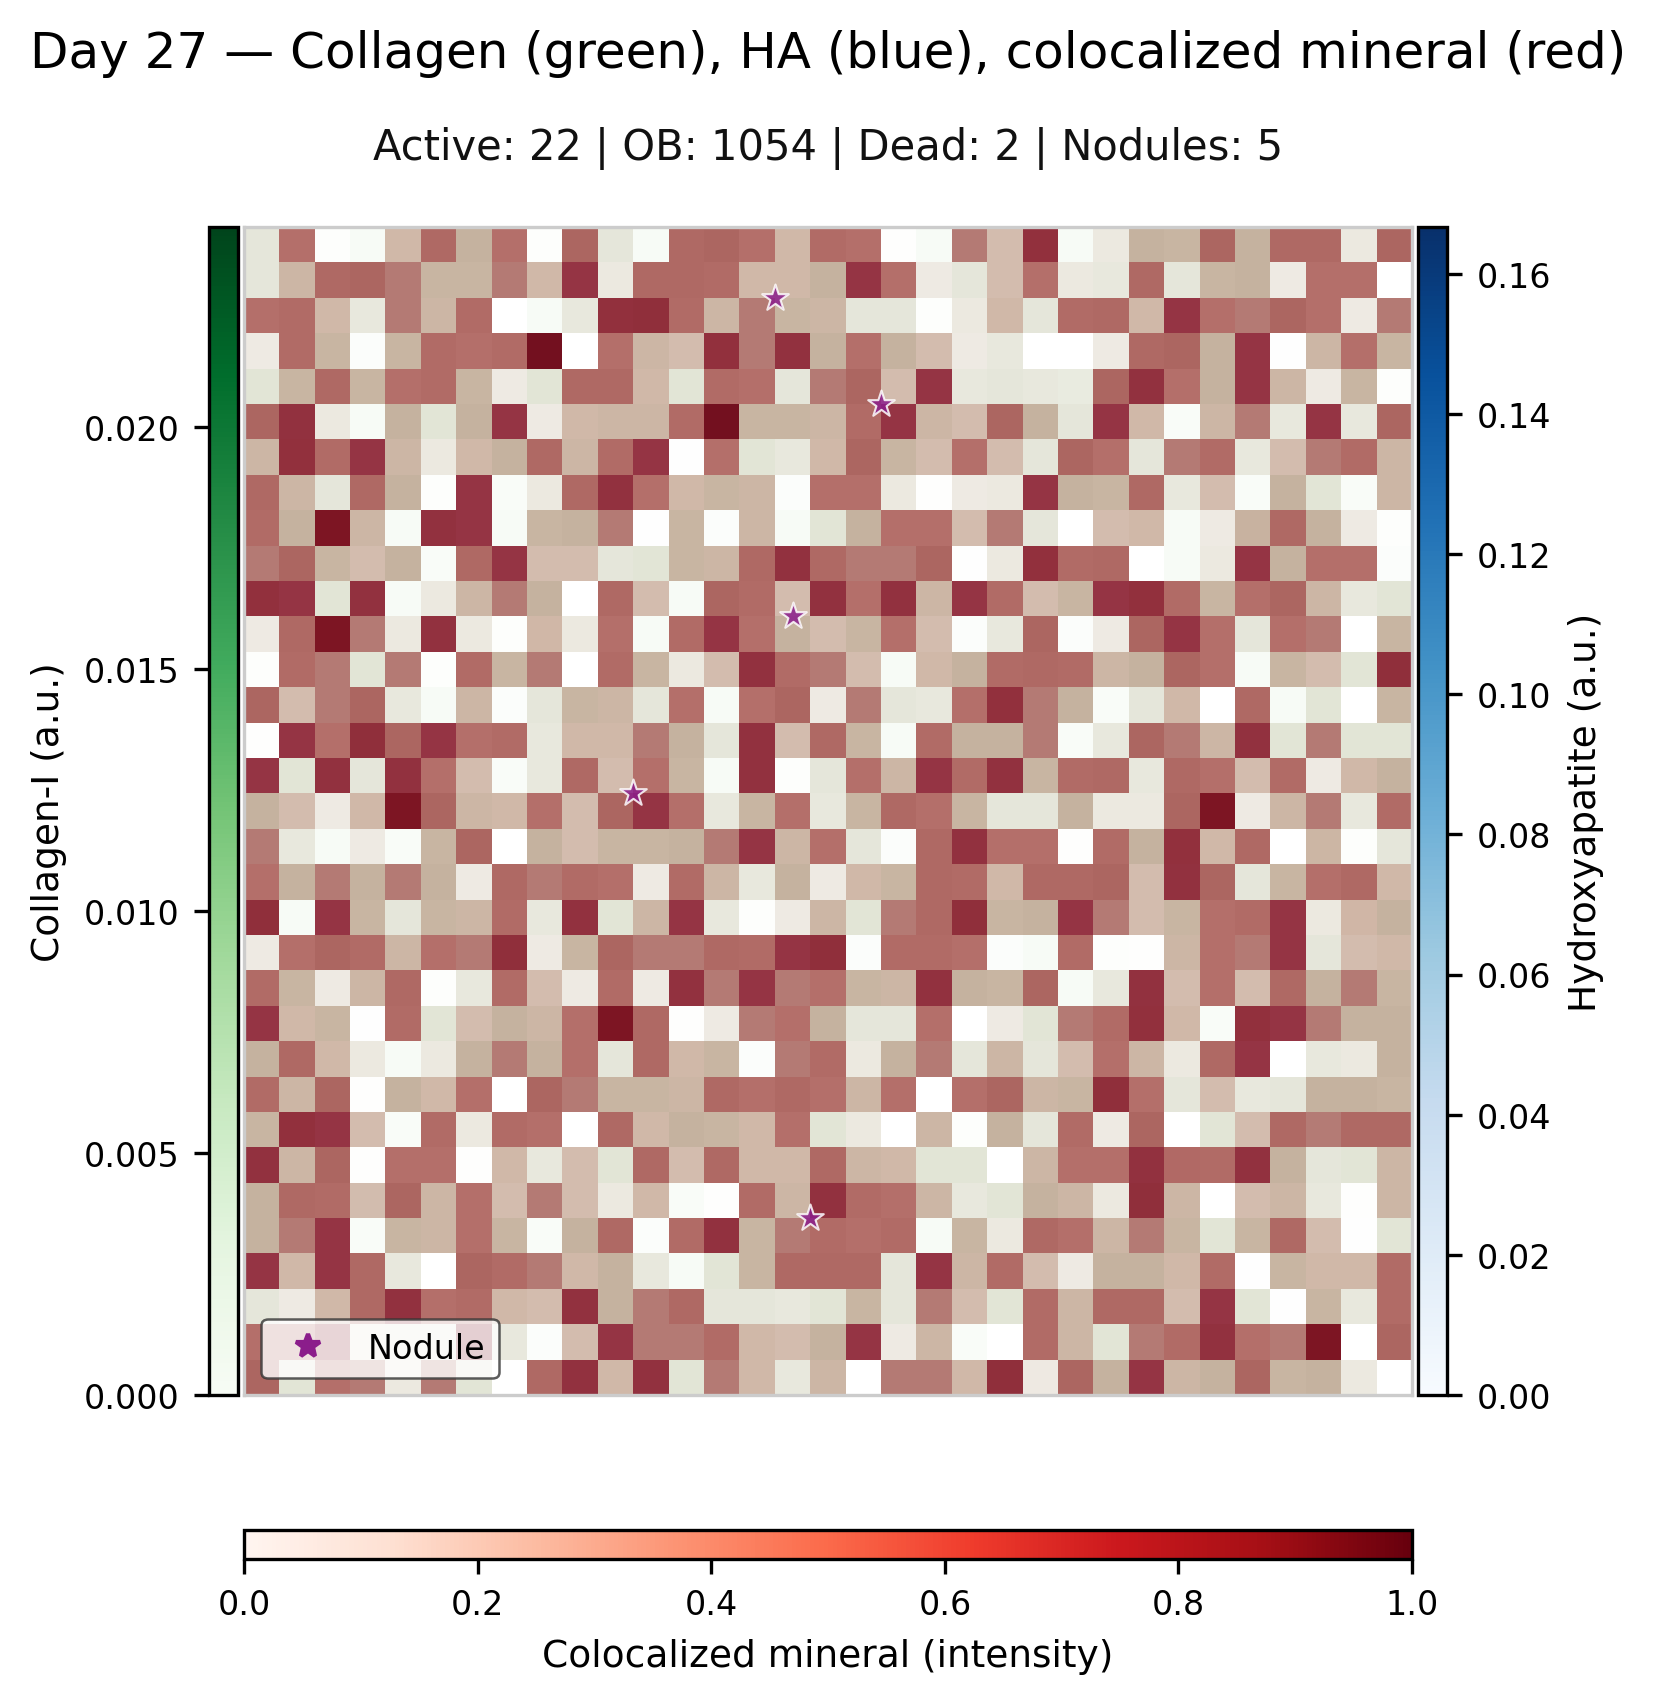 Day 27 — Collagen (green), HA (blue), colocalized mineral (red)
Active: 22 | OB: 1054 | Dead: 2 | Nodules: 5
Collagen-I (a.u.)
0.020
0.015
0.010
0.005
0.000
Nodule
0.16
0.14
0.12
0.10
0.08
0.06
0.04
0.02
0.00
Hydroxyapatite (a.u.)
0.0 0.2 0.4 0.6 0.8 1.0
Colocalized mineral (intensity)